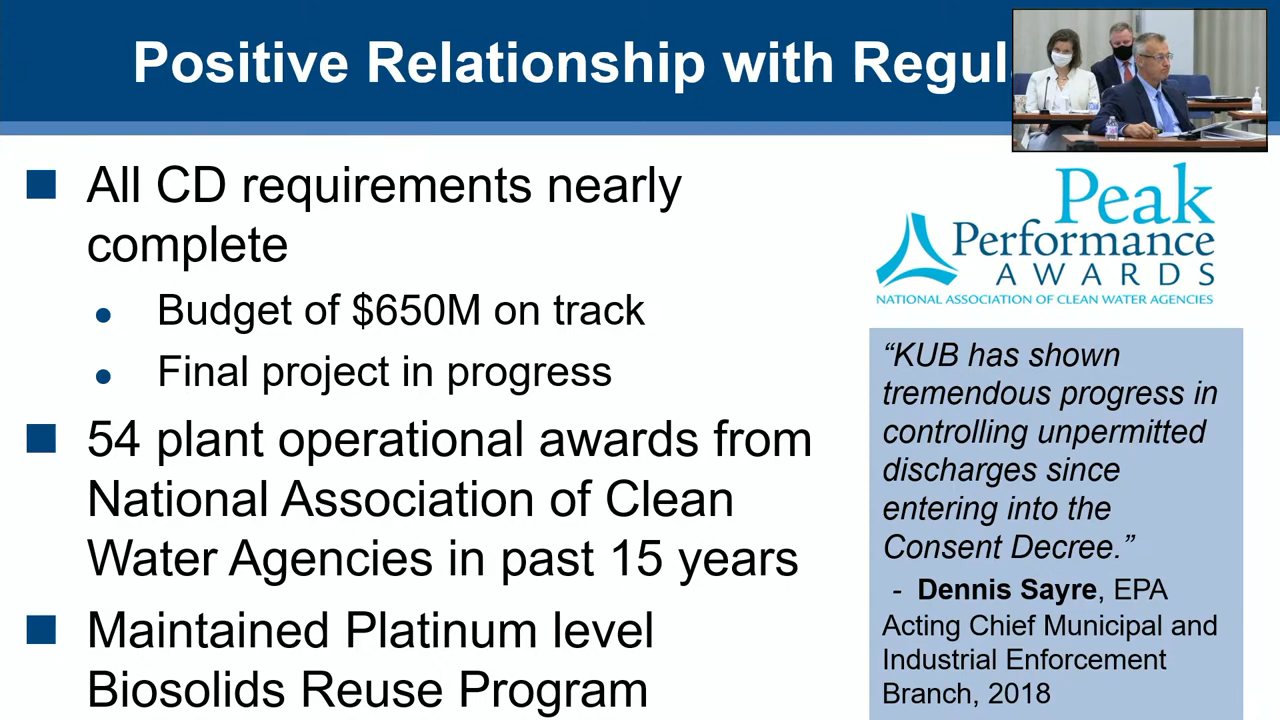 Positive Relationship with Regul
All CD requirements nearly
complete
Budget of $650M on track
Final project in progress
54 plant operational awards from
National Association of Clean
Water Agencies in past 15 years
Maintained Platinum level
Biosolids Reuse Program
Peak
Performance
AWARDS
NATIONAL ASSOCIATION OF CLEAN WATER AGENCIES
“KUB has shown
tremendous progress in
controlling unpermitted
discharges since
entering into the
Consent Decree.”
- Dennis Sayre, EPA
Acting Chief Municipal and
Industrial Enforcement
Branch, 2018